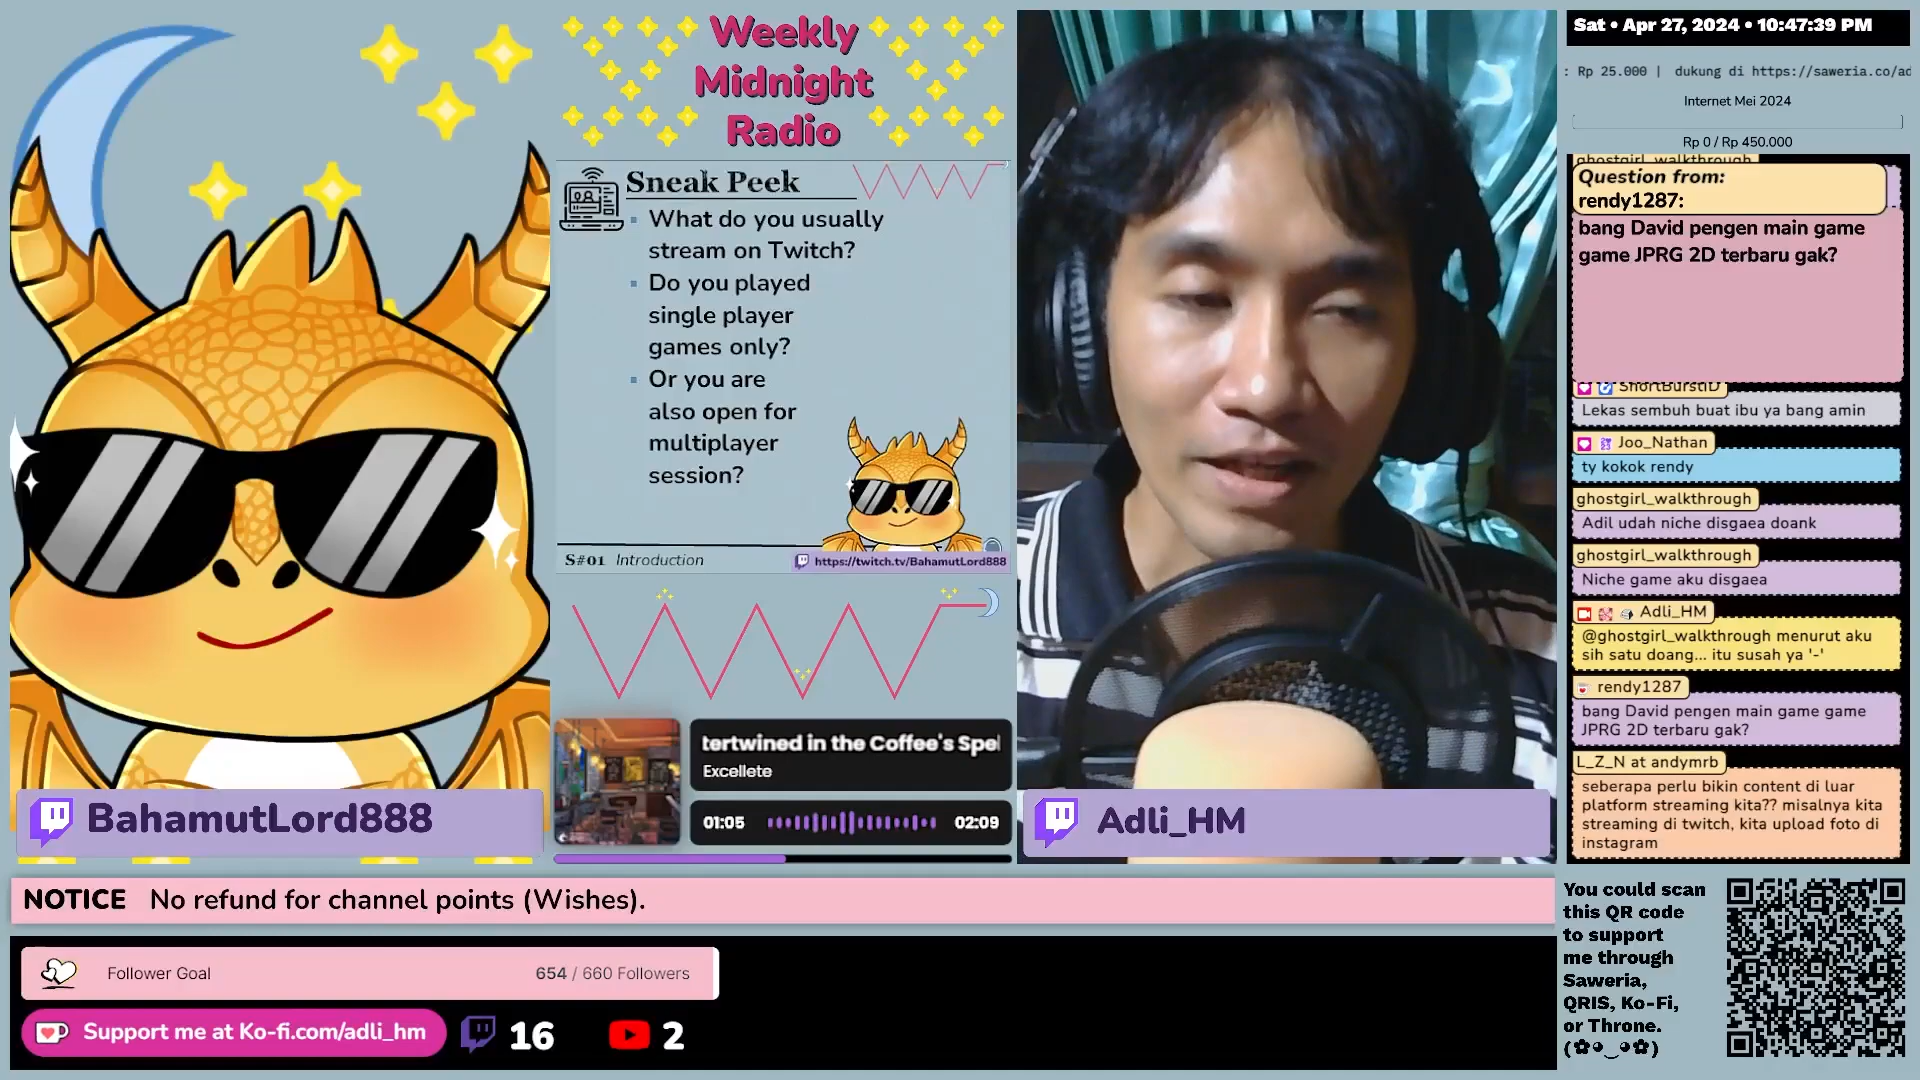 Weekly
Midnight
Radio
Sneak Peek
What do you usually
stream on Twitch?
Do you played
single player
games only?
Or you are
also open for
multiplayer
session?
S#01 Introduction
https://twitch.tv/BahamutLord888
tertwined in the Coffee's Spe
Excellete
01:05
02:09
BahamutLord888
Adli_HM
Sat • Apr 27, 2024 • 10:47:39 PM
: Rp 25.000 | dukung di https://saweria.co/ad
Internet Mei 2024
Rp 0 / Rp 450.000
ghostgirl_walkthrough
Question from:
rendy1287:
bang David pengen main game
game JPRG 2D terbaru gak?
ShortBurstID
Lekas sembuh buat ibu ya bang amin
Joo_Nathan
ty kokok rendy
ghostgirl_walkthrough
Adil udah niche disgaea doank
ghostgirl_walkthrough
Niche game aku disgaea
Adli_HM
@ghostgirl_walkthrough menurut aku
sih satu doang... itu susah ya '-'
rendy1287
bang David pengen main game game
JPRG 2D terbaru gak?
L_Z_N at andymrb
seberapa perlu bikin content di luar
platform streaming kita?? misalnya kita
streaming di twitch, kita upload foto di
instagram
NOTICE No refund for channel points (Wishes).
Follower Goal
654 / 660 Followers
Support me at Ko-fi.com/adli_hm
16
2
You could scan
this QR code
to support
me through
Saweria,
QRIS, Ko-Fi,
or Throne.
(✿◕‿◕✿)